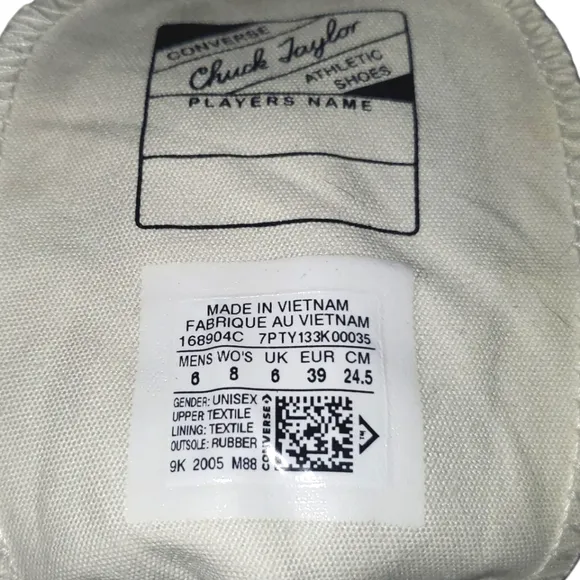 CONVERSE
Chuck Taylor
ATHLETIC
SHOES
PLAYERS NAME
MADE IN VIETNAM
FABRIQUE AU VIETNAM
168904C 7PTY133K00035
MENS WO'S UK EUR CM
6 8 6 39 24.5
GENDER: UNISEX
UPPER: TEXTILE
LINING: TEXTILE
OUTSOLE: RUBBER
9K 2005 M88
CONVERSE
TM